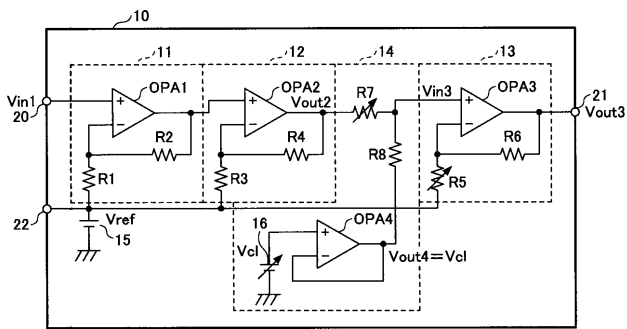 10
11
12
14
13
OPA1
OPA2
Vout2
R7
Vin3
OPA3
21
Vout3
Vin1
20
R2
R4
R8
R6
R1
R3
R5
22
Vref
15
16
OPA4
Vcl
Vout4=Vcl
+
−
+
−
+
−
+
−